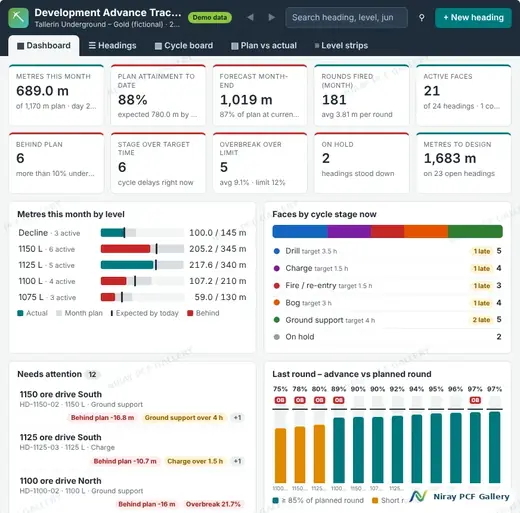 Development Advance Trac...
Tallerin Underground – Gold (fictional) · 2...
Demo data
Search heading, level, jun
+ New heading
Dashboard
Headings
Cycle board
Plan vs actual
Level strips
METRES THIS MONTH
689.0 m
of 1,170 m plan · day 2...
PLAN ATTAINMENT TO DATE
88%
expected 780.0 m by ...
FORECAST MONTH-END
1,019 m
87% of plan at curren...
ROUNDS FIRED (MONTH)
181
avg 3.81 m per round
ACTIVE FACES
21
of 24 headings · 1 co...
BEHIND PLAN
6
more than 10% under...
STAGE OVER TARGET TIME
6
cycle delays right now
OVERBREAK OVER LIMIT
5
avg 9.1% · limit 12%
ON HOLD
2
headings stood down
METRES TO DESIGN
1,683 m
on 23 open headings
Metres this month by level
Decline · 3 active 100.0 / 145 m
1150 L · 6 active 205.2 / 345 m
1125 L · 5 active 217.6 / 340 m
1100 L · 4 active 107.2 / 210 m
1075 L · 3 active 59.0 / 130 m
Actual Month plan Expected by today Behind
Faces by cycle stage now
Drill target 3.5 h 1 late 5
Charge target 1.5 h 1 late 4
Fire / re-entry target 1.5 h 1 late 3
Bog target 3 h 1 late 4
Ground support target 4 h 2 late 5
On hold 2
Needs attention 12
1150 ore drive South
HD-1150-02 · 1150 L · Ground support
Behind plan -16.8 m Ground support over 4 h +1
1125 ore drive South
HD-1125-03 · 1125 L · Charge
Behind plan -10.7 m Charge over 1.5 h +1
1100 ore drive North
HD-1100-02 · 1100 L · Ground support
Behind plan -16 m Overbreak 21.7%
Last round – advance vs planned round
75% 78% 80% 89% 90% 90% 92% 94% 95% 96% 97% 97%
OB OB OB OB OB
1100... 1150... 1125... 1100... 1160... 107... 1125...
≥ 85% of planned round Short r
Niray PCF Gallery